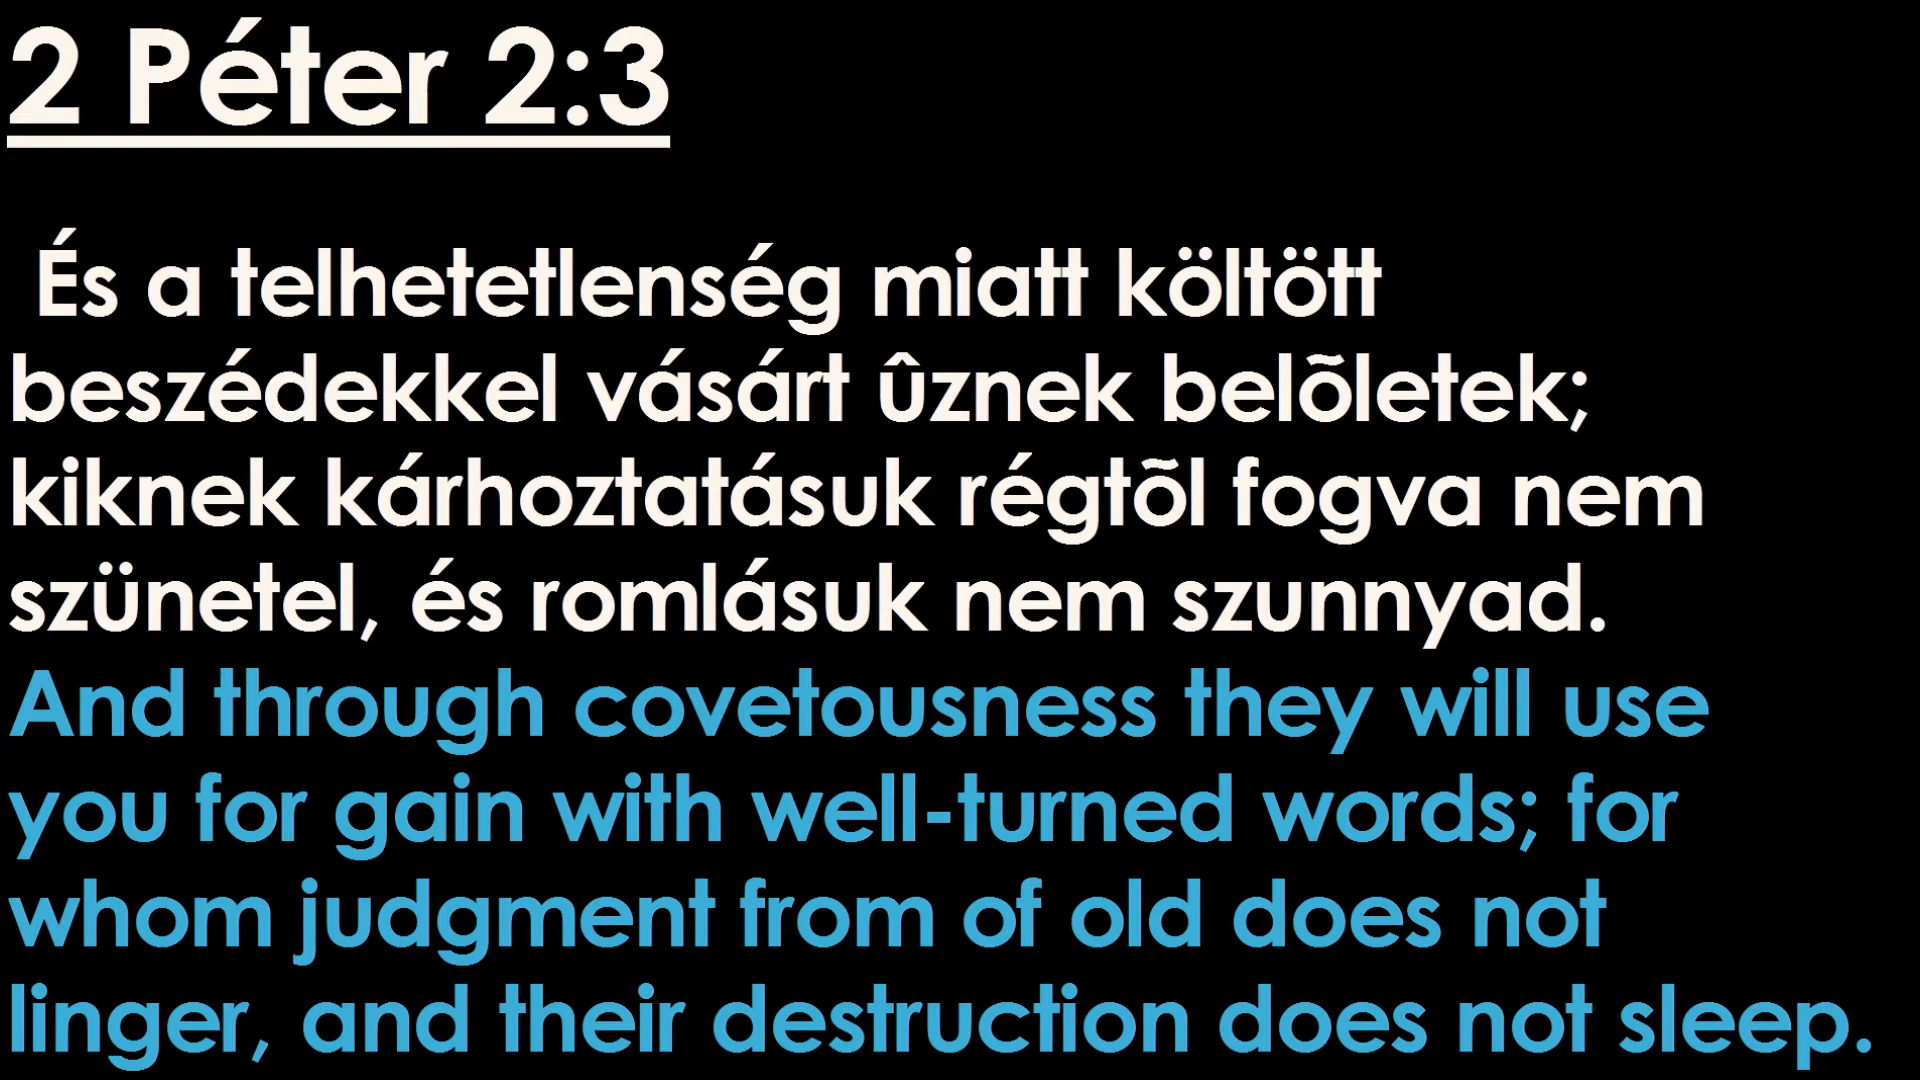 2 Péter 2:3
És a telhetetlenség miatt költött
beszédekkel vásárt ûznek belõletek;
kiknek kárhoztatásuk régtõl fogva nem
szünetel, és romlásuk nem szunnyad.
And through covetousness they will use
you for gain with well-turned words; for
whom judgment from of old does not
linger, and their destruction does not sleep.